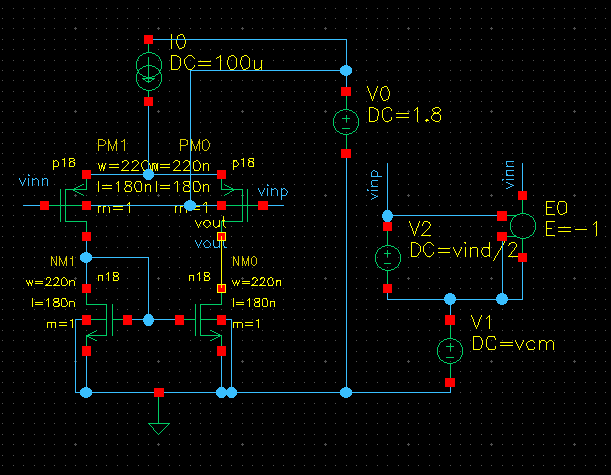 I0
DC=100u
V0
DC=1.8
PM1
PM0
p18
w=220n
w=220n
p18
l=180n
l=180n
vinn
vinp
m=1
m=1
vout
vout
vinp
vinn
E0
E=-1
V2
DC=vind/2
NM1
n18
NM0
w=220n
w=220n
l=180n
l=180n
m=1
m=1
V1
DC=vcm